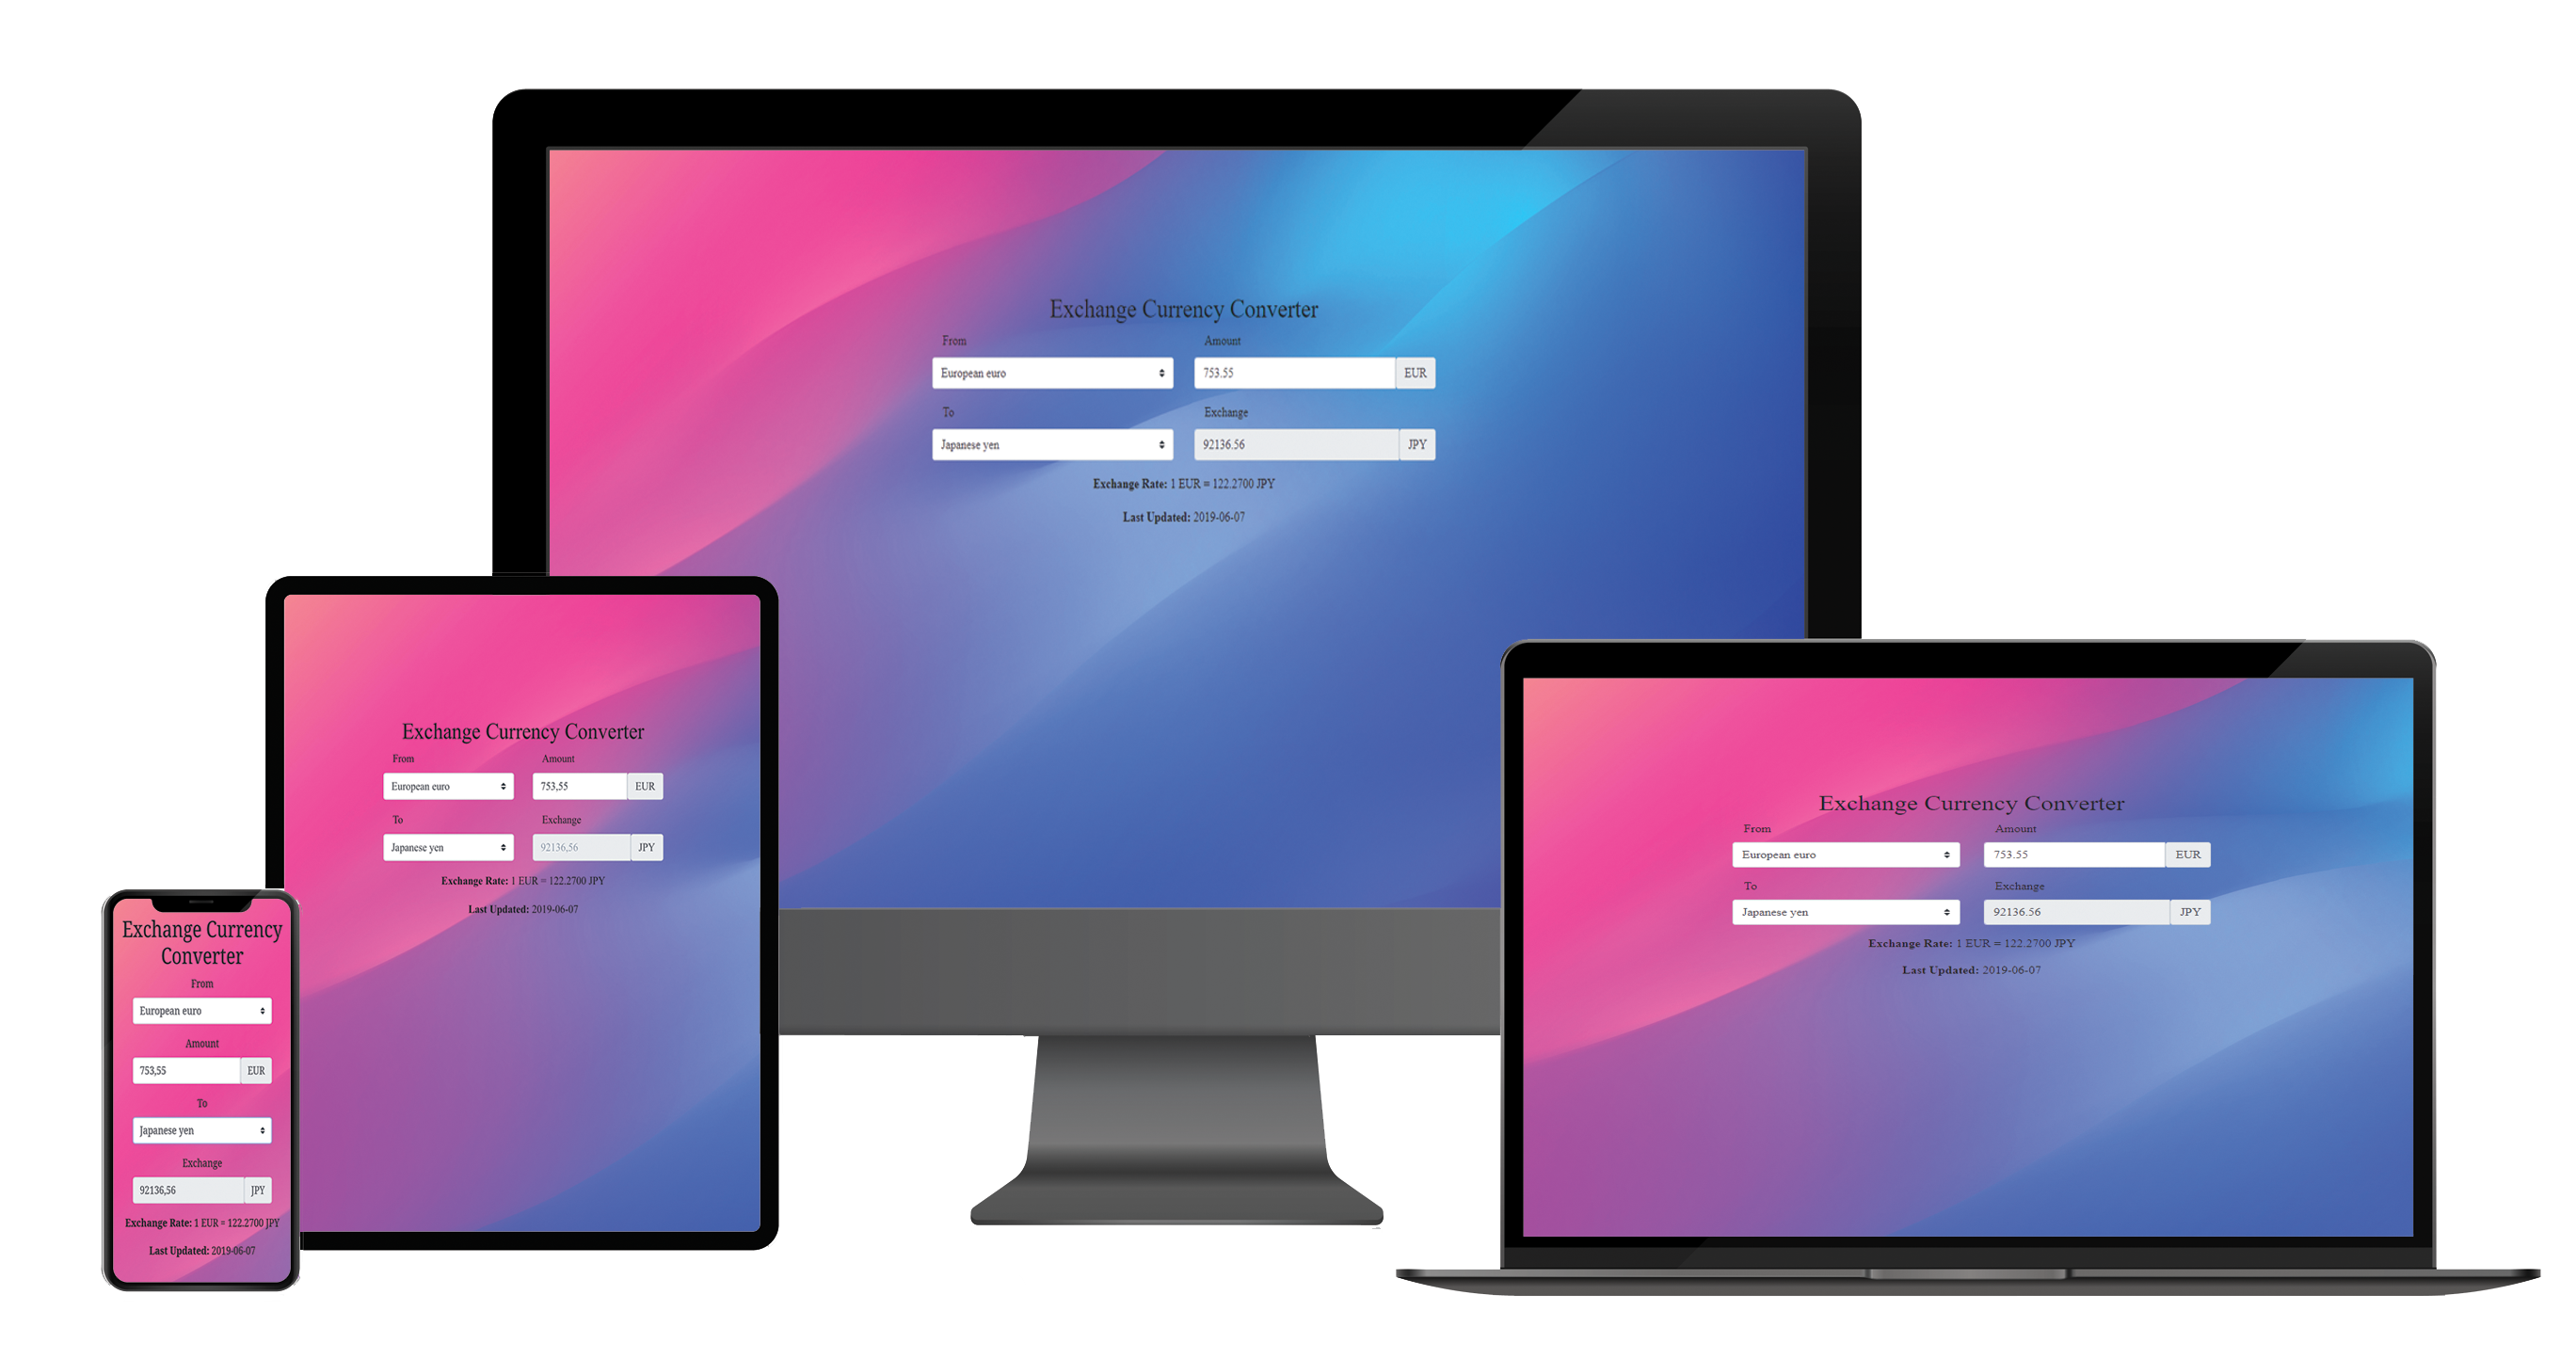 Exchange Currency Converter
From Amount
European euro 753.55 EUR
To Exchange
Japanese yen 92136.56 JPY
Exchange Rate: 1 EUR = 122.2700 JPY
Last Updated: 2019-06-07
Exchange Currency Converter
From Amount
European euro 753,55 EUR
To Exchange
Japanese yen 92136,56 JPY
Exchange Rate: 1 EUR = 122.2700 JPY
Last Updated: 2019-06-07
Exchange Currency
Converter
From
European euro
Amount
753,55 EUR
To
Japanese yen
Exchange
92136,56 JPY
Exchange Rate: 1 EUR = 122.2700 JPY
Last Updated: 2019-06-07
Exchange Currency Converter
From Amount
European euro 753.55 EUR
To Exchange
Japanese yen 92136.56 JPY
Exchange Rate: 1 EUR = 122.2700 JPY
Last Updated: 2019-06-07